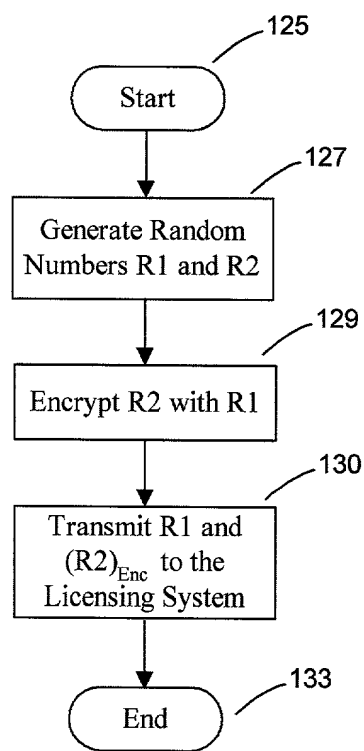 125
Start
127
Generate Random
Numbers R1 and R2
129
Encrypt R2 with R1
130
Transmit R1 and
(R2)Enc to the
Licensing System
133
End